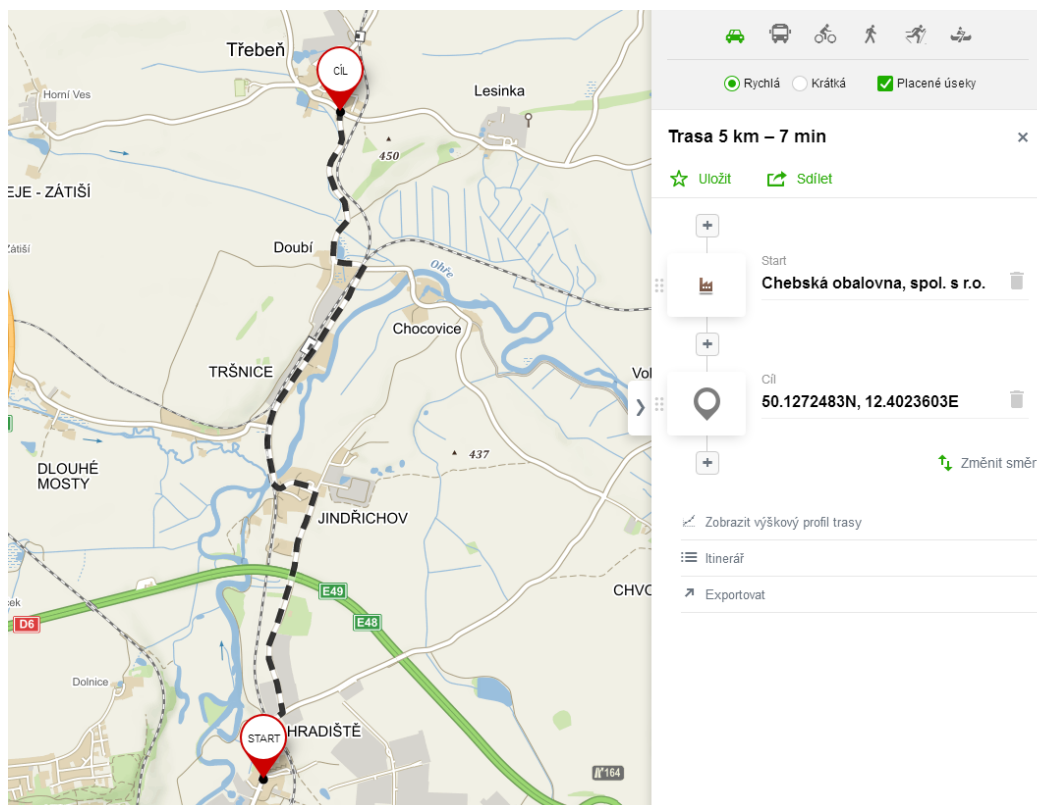 Třebeň
CÍL
Lesinka
Horní Ves
450
EJE - ZÁTIŠÍ
Zátiší
Doubí
Ohře
Chocovice
TRŠNICE
Vol
437
DLOUHÉ
MOSTY
JINDŘICHOV
E49
CHVO
E48
D6
Dolnice
START
HRADIŠTĚ
164
Rychlá
Krátká
Placené úseky
Trasa 5 km – 7 min
Uložit
Sdílet
Start
Chebská obalovna, spol. s r.o.
Cíl
50.1272483N, 12.4023603E
Změnit směr
Zobrazit výškový profil trasy
Itinerář
Exportovat